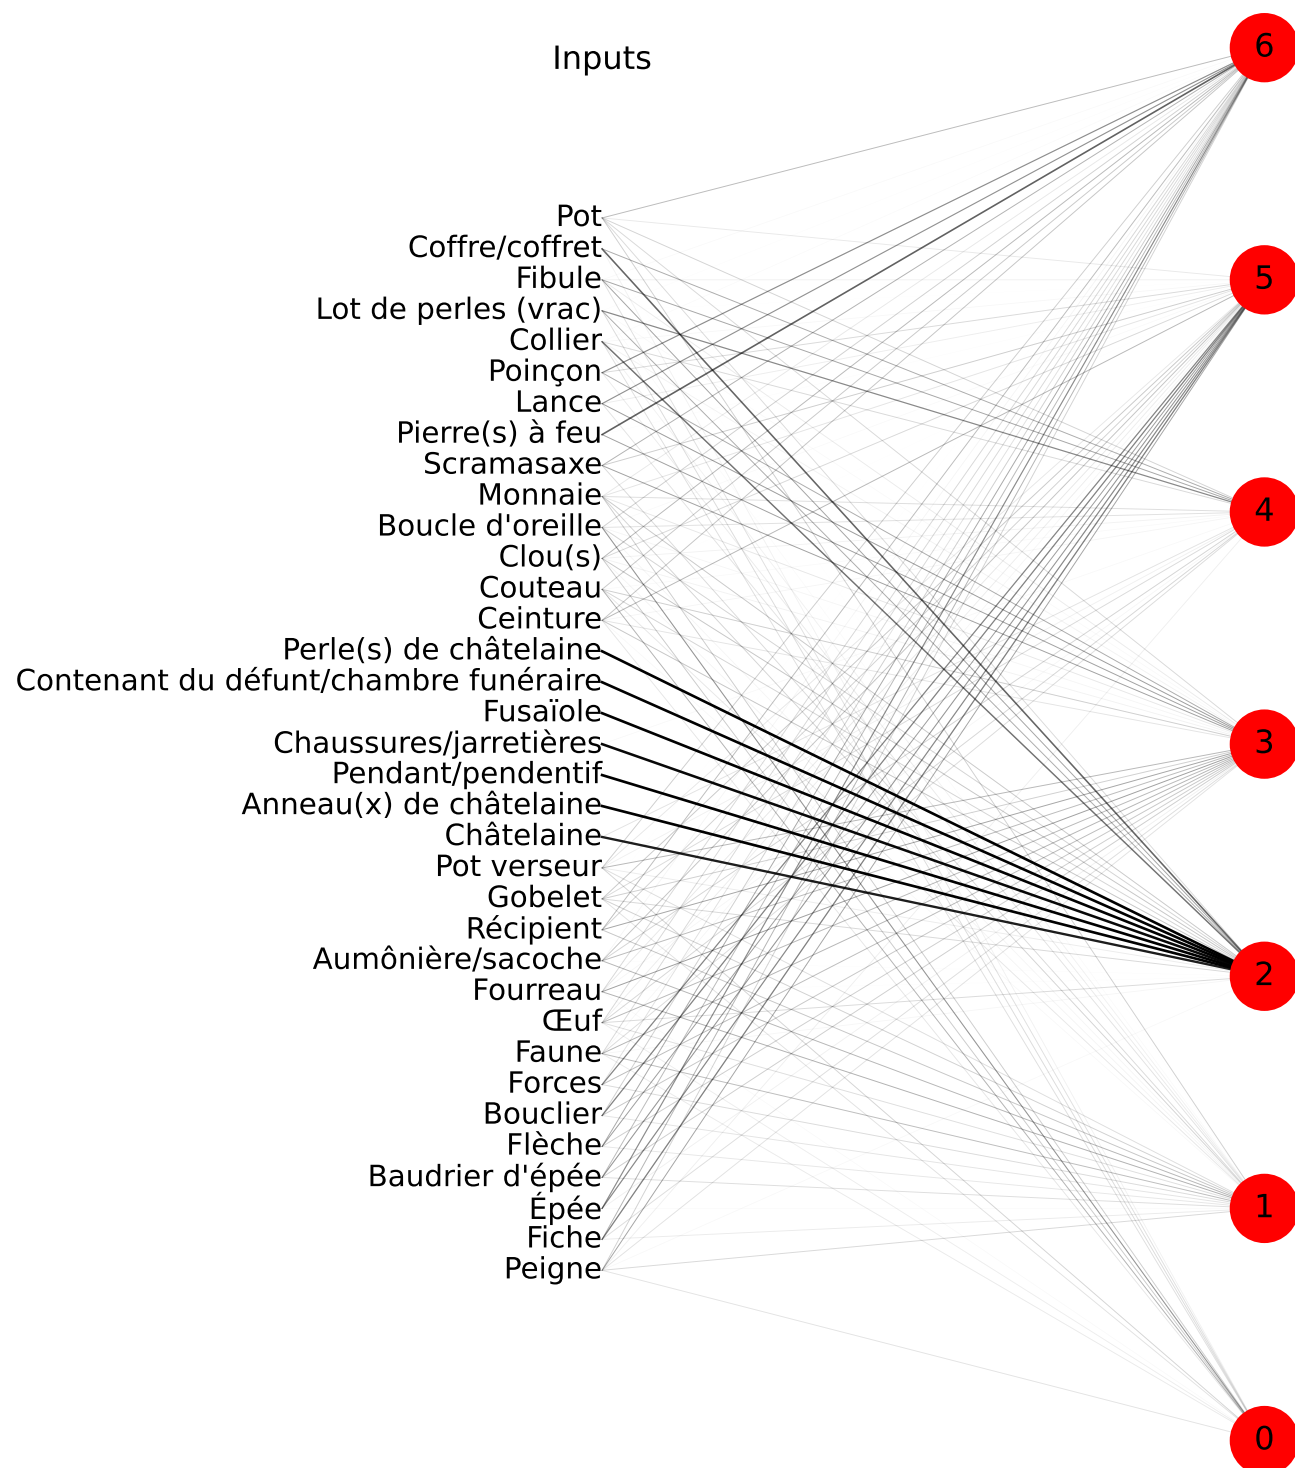 6
Inputs
Pot
Coffre/coffret
5
Fibule
Lot de perles (vrac)
Collier
Poinçon
Lance
Pierre(s) à feu
Scramasaxe
Monnaie
4
Boucle d'oreille
Clou(s)
Couteau
Ceinture
Perle(s) de châtelaine
Contenant du défunt/chambre funéraire
Fusaïole
Chaussures/jarretières
3
Pendant/pendentif
Anneau(x) de châtelaine
Châtelaine
Pot verseur
Gobelet
Récipient
Aumônière/sacoche
2
Fourreau
Œuf
Faune
Forces
Bouclier
Flèche
Baudrier d'épée
Épée
1
Fiche
Peigne
0